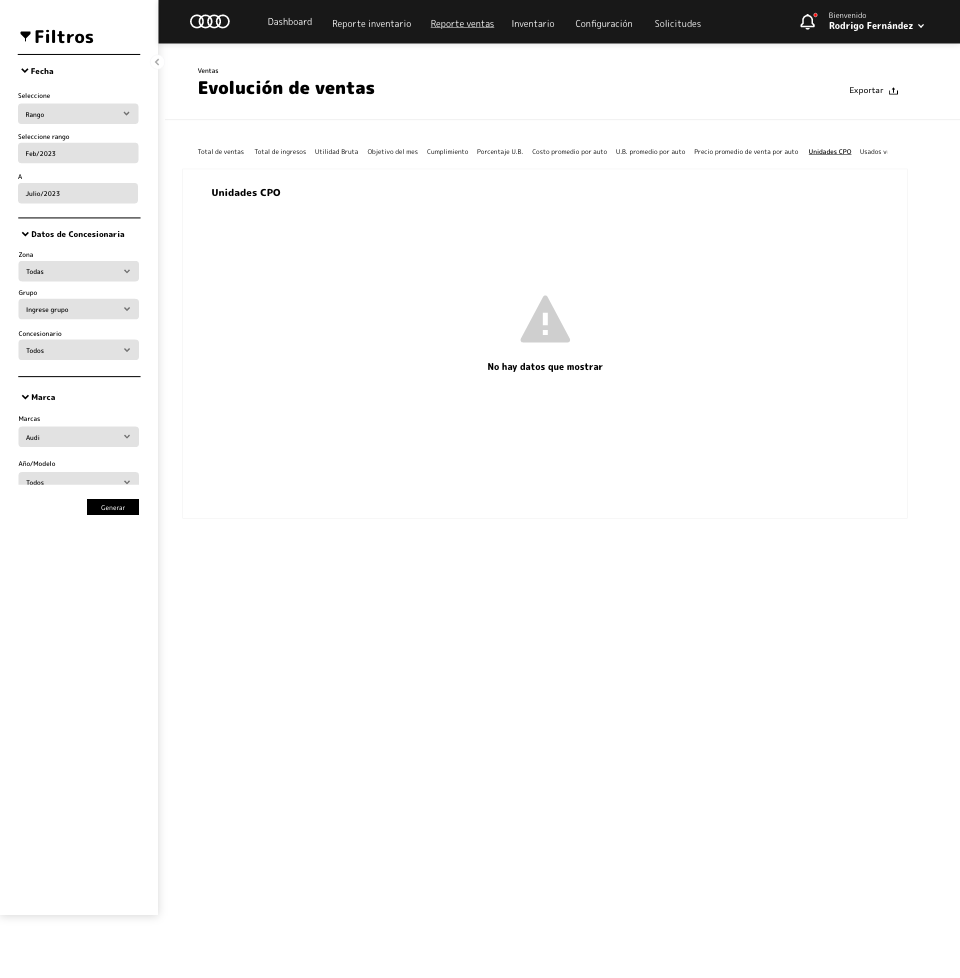 Filtros
Fecha
Seleccione
Rango
Seleccione rango
Feb/2023
A
Julio/2023
Datos de Concesionaria
Zona
Todas
Grupo
Ingrese grupo
Concesionario
Todos
Marca
Marcas
Audi
Año/Modelo
Todos
Generar
Dashboard Reporte inventario Reporte ventas Inventario Configuración Solicitudes
Bienvenido
Rodrigo Fernández
Ventas
Evolución de ventas
Exportar
Total de ventas Total de ingresos Utilidad Bruta Objetivo del mes Cumplimiento Porcentaje U.B. Costo promedio por auto U.B. promedio por auto Precio promedio de venta por auto Unidades CPO Usados v
Unidades CPO
No hay datos que mostrar